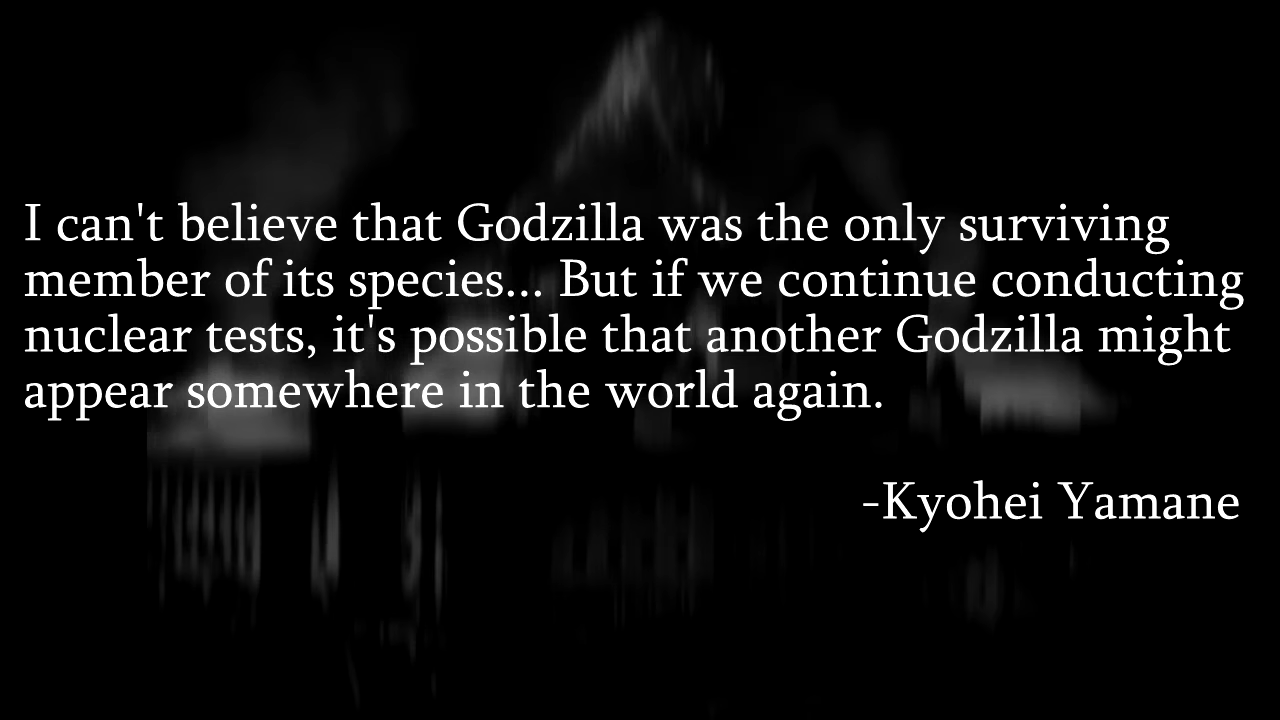 I can't believe that Godzilla was the only surviving
member of its species... But if we continue conducting
nuclear tests, it's possible that another Godzilla might
appear somewhere in the world again.
-Kyohei Yamane